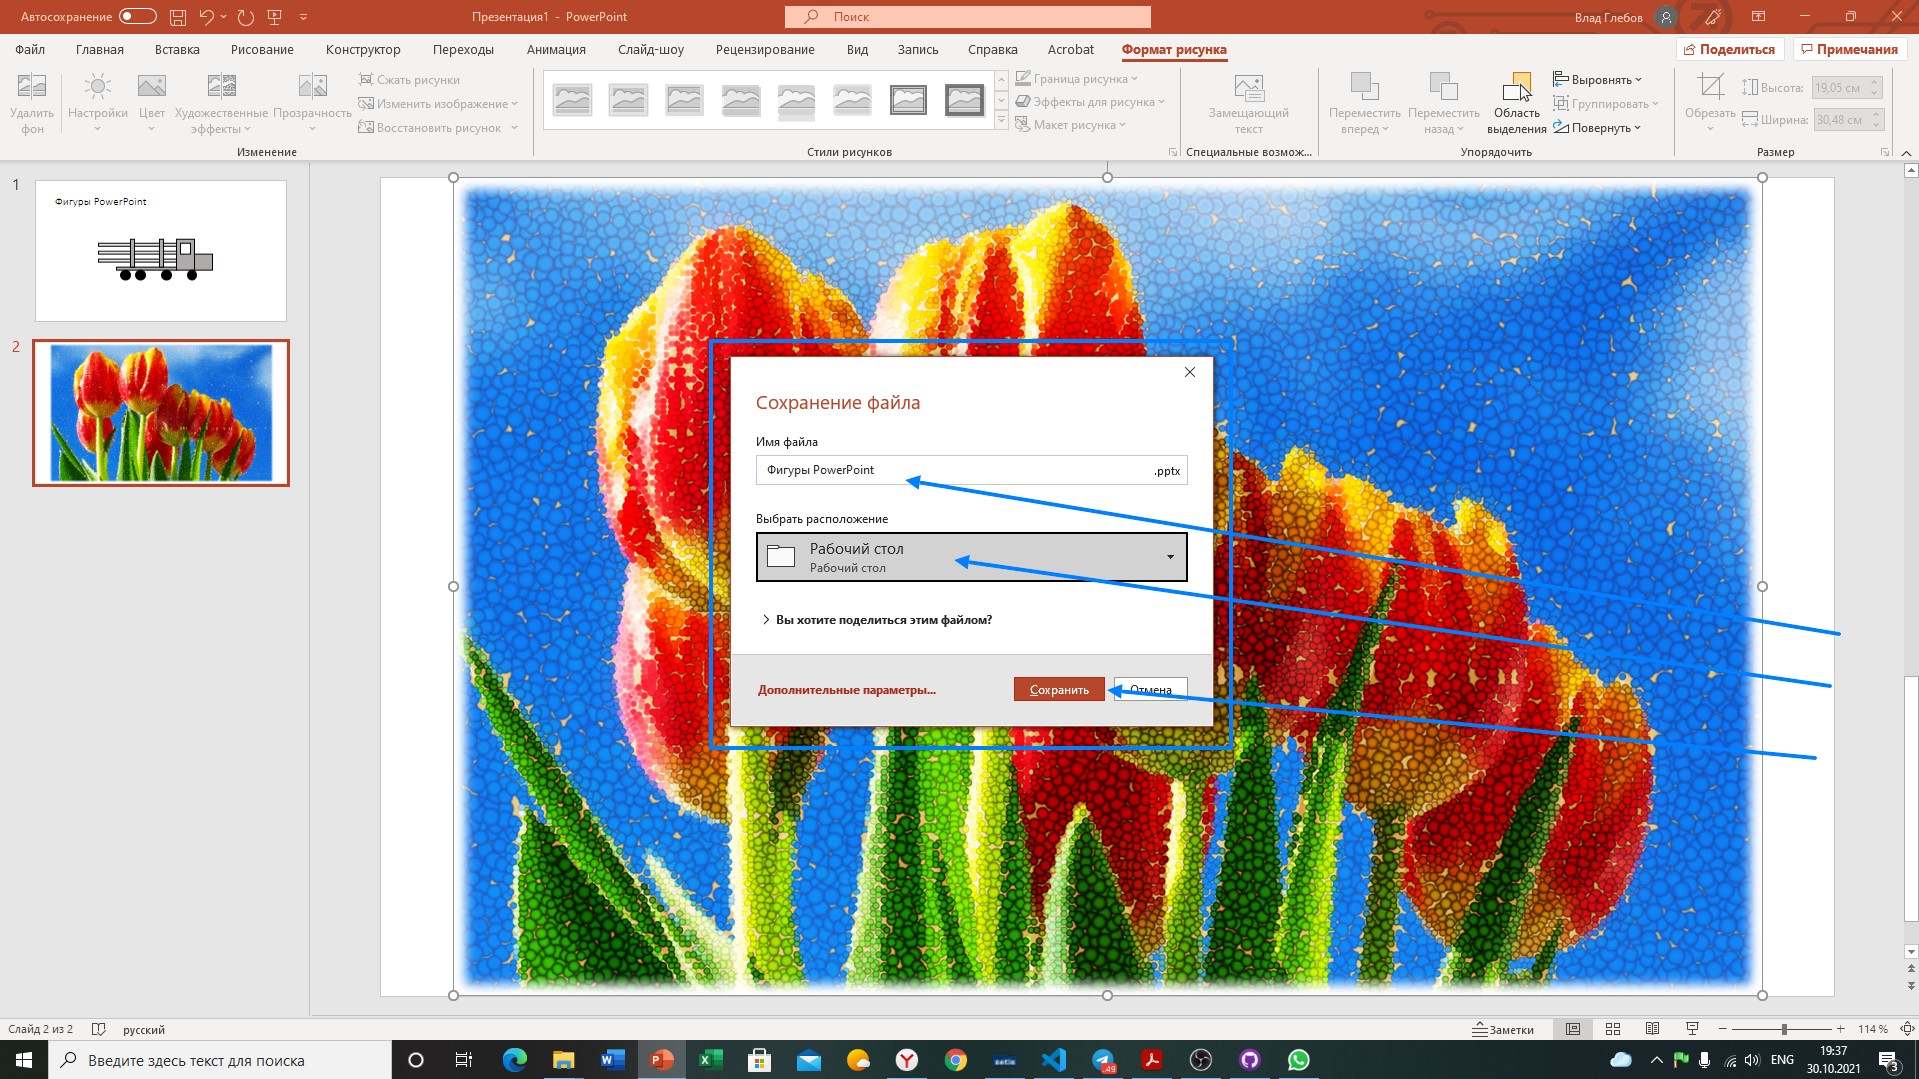 Автосохранение
Презентация1 - PowerPoint
Поиск
Влад Глебов
Файл
Главная
Вставка
Рисование
Конструктор
Переходы
Анимация
Слайд-шоу
Рецензирование
Вид
Запись
Справка
Acrobat
Формат рисунка
Поделиться
Примечания
Удалить фон
Настройки
Цвет
Художественные эффекты
Прозрачность
Сжать рисунки
Изменить изображение
Восстановить рисунок
Изменение
Граница рисунка
Эффекты для рисунка
Макет рисунка
Стили рисунков
Замещающий текст
Специальные возмож...
Переместить вперед
Переместить назад
Область выделения
Выровнять
Группировать
Повернуть
Упорядочить
Обрезать
Высота: 19,05 см
Ширина: 30,48 см
Размер
1
Фигуры PowerPoint
2
Сохранение файла
Имя файла
Фигуры PowerPoint .pptx
Выбрать расположение
Рабочий стол
Рабочий стол
Вы хотите поделиться этим файлом?
Дополнительные параметры...
Сохранить
Отмена
Слайд 2 из 2
русский
Заметки
114 %
Введите здесь текст для поиска
49
ENG
19:37
30.10.2021
3